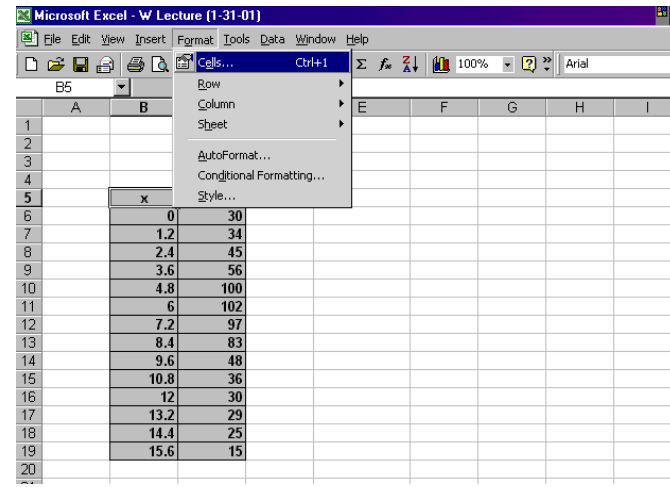 Microsoft Excel - W Lecture (1-31-01)
File Edit View Insert Format Tools Data Window Help
Cells... Ctrl+1
Σ fx 100% Arial
B5
Row
Column
Sheet
AutoFormat...
Conditional Formatting...
Style...
A B E F G H I
1
2
3
4
5 x
6 0 30
7 1.2 34
8 2.4 45
9 3.6 56
10 4.8 100
11 6 102
12 7.2 97
13 8.4 83
14 9.6 48
15 10.8 36
16 12 30
17 13.2 29
18 14.4 25
19 15.6 15
20